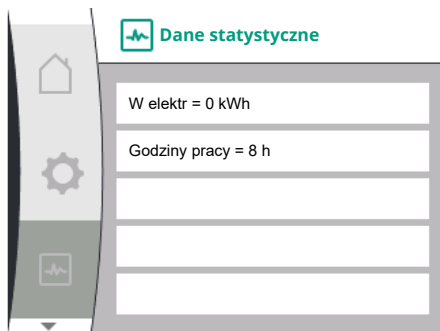 Dane statystyczne
W elektr = 0 kWh
Godziny pracy = 8 h